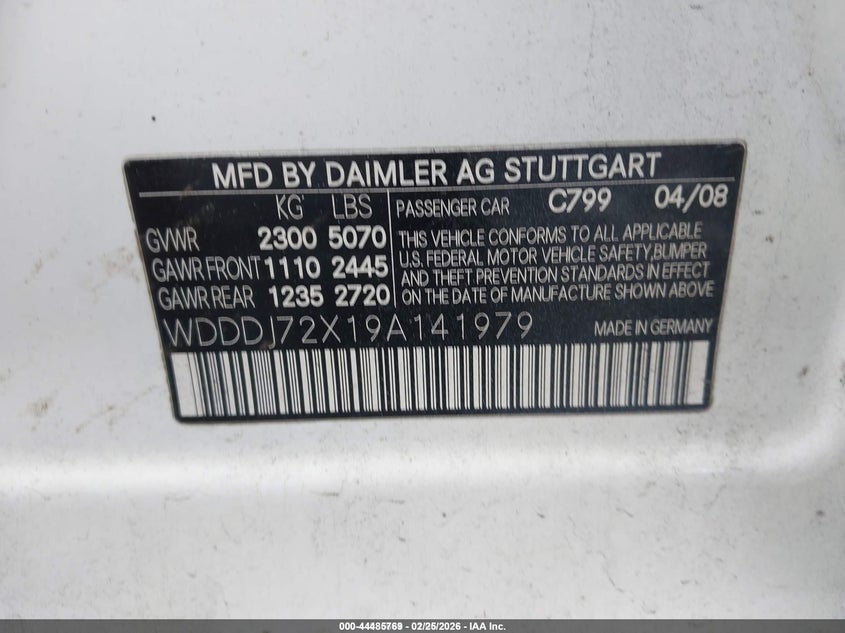 MFD BY DAIMLER AG STUTTGART
KG LBS
GVWR 2300 5070
GAWR FRONT 1110 2445
GAWR REAR 1235 2720
PASSENGER CAR C799 04/08
THIS VEHICLE CONFORMS TO ALL APPLICABLE
U.S. FEDERAL MOTOR VEHICLE SAFETY,BUMPER
AND THEFT PREVENTION STANDARDS IN EFFECT
ON THE DATE OF MANUFACTURE SHOWN ABOVE
WDDDJ72X19A141979
MADE IN GERMANY
000-44485769 - 02/25/2026 - IAA Inc.